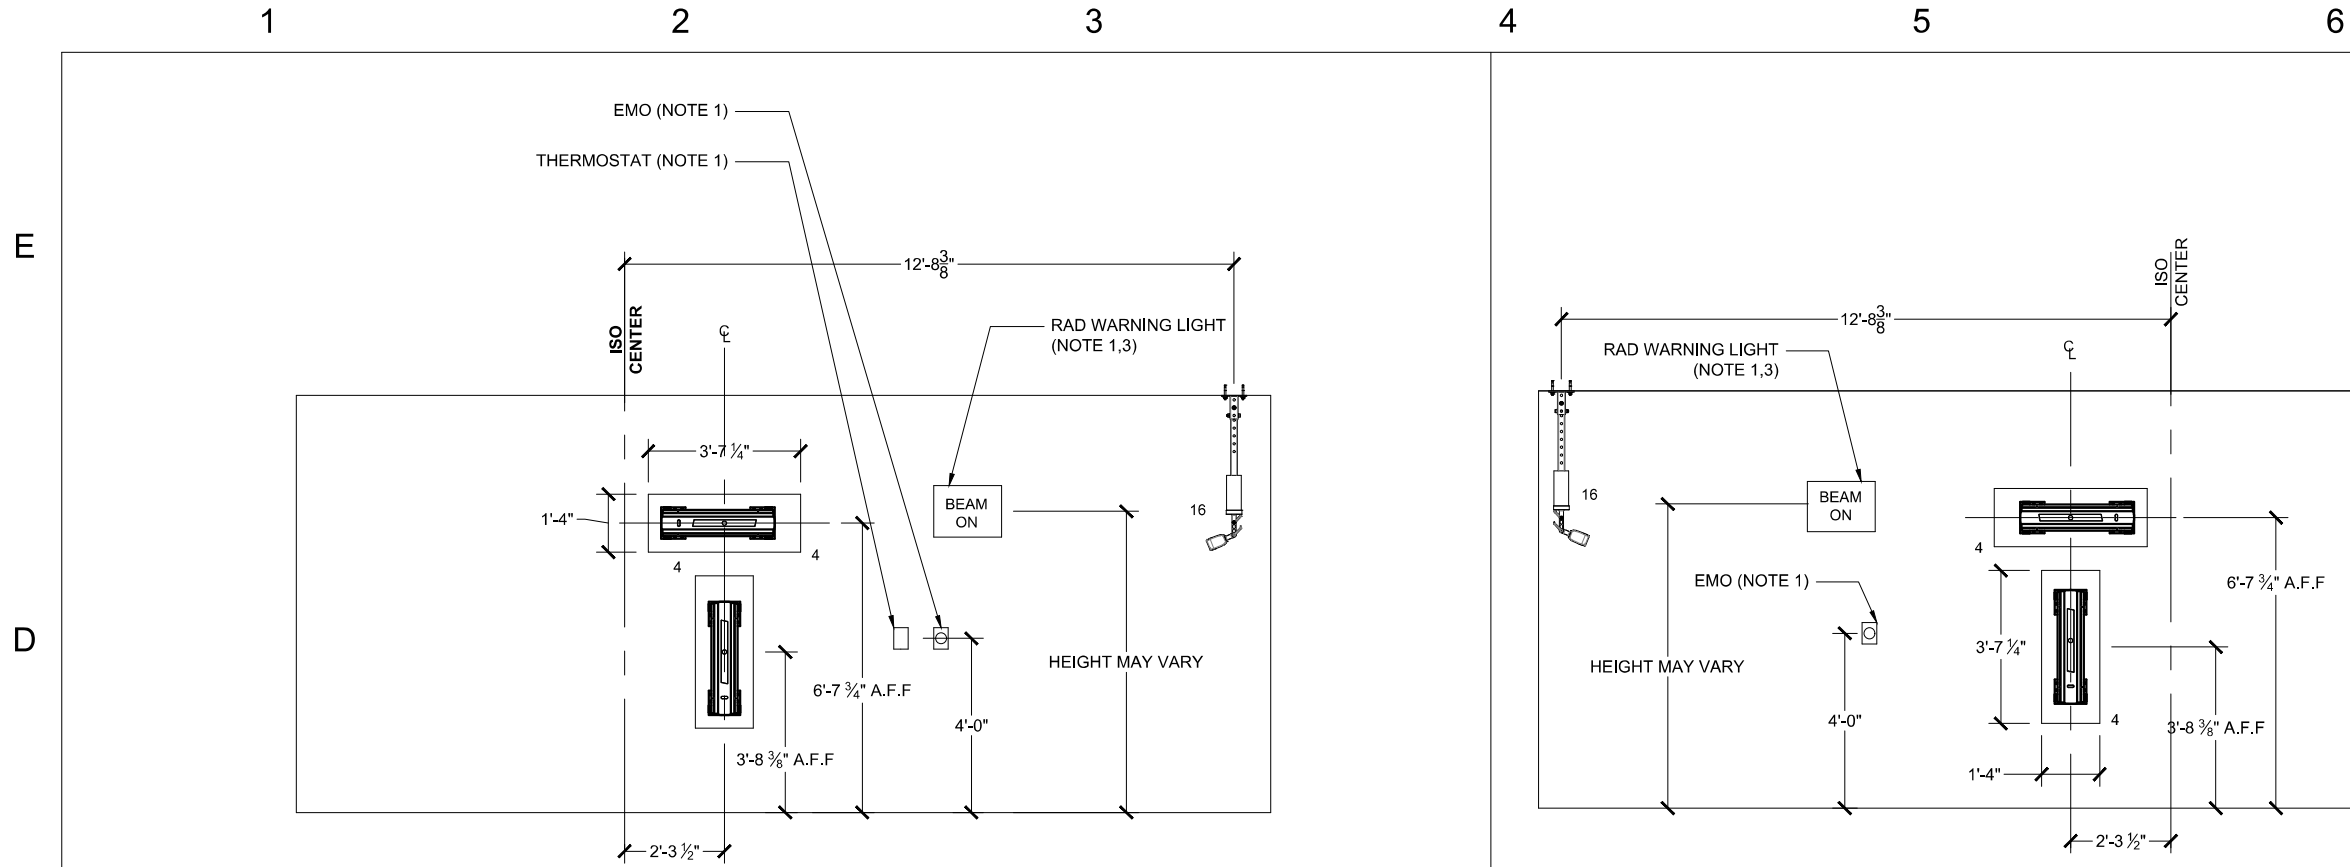 1 2 3 4 5 6
E
D
EMO (NOTE 1)
THERMOSTAT (NOTE 1)
12'-8 3/8"
ISO
CENTER
℄
RAD WARNING LIGHT
(NOTE 1,3)
3'-7 1/4"
1'-4"
BEAM
ON
16
4
4
HEIGHT MAY VARY
6'-7 3/4" A.F.F
4'-0"
3'-8 3/8" A.F.F
2'-3 1/2"
ISO
CENTER
12'-8 3/8"
℄
RAD WARNING LIGHT
(NOTE 1,3)
16
BEAM
ON
4
EMO (NOTE 1)
6'-7 3/4" A.F.F
3'-7 1/4"
HEIGHT MAY VARY
4'-0"
4
3'-8 3/8" A.F.F
1'-4"
2'-3 1/2"